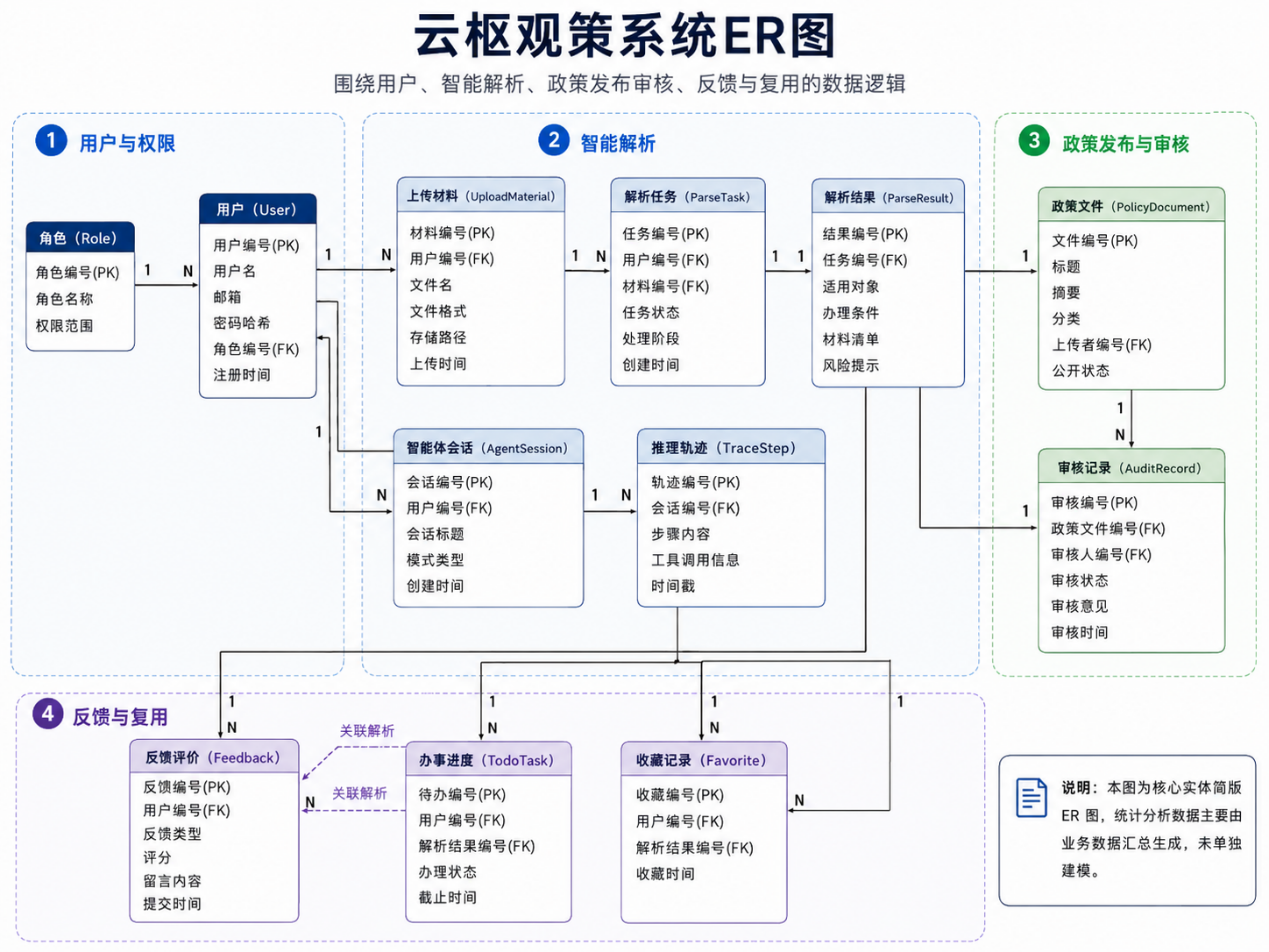 云枢观策系统ER图
围绕用户、智能解析、政策发布审核、反馈与复用的数据逻辑
1 用户与权限
角色（Role）
角色编号(PK)
角色名称
权限范围
1
N
用户（User）
用户编号(PK)
用户名
邮箱
密码哈希
角色编号(FK)
注册时间
1
N
1
N
2 智能解析
上传材料（UploadMaterial）
材料编号(PK)
用户编号(FK)
文件名
文件格式
存储路径
上传时间
1
N
解析任务（ParseTask）
任务编号(PK)
用户编号(FK)
材料编号(FK)
任务状态
处理阶段
创建时间
1
1
解析结果（ParseResult）
结果编号(PK)
任务编号(FK)
适用对象
办理条件
材料清单
风险提示
智能体会话（AgentSession）
会话编号(PK)
用户编号(FK)
会话标题
模式类型
创建时间
1
N
推理轨迹（TraceStep）
轨迹编号(PK)
会话编号(FK)
步骤内容
工具调用信息
时间戳
3 政策发布与审核
1
政策文件（PolicyDocument）
文件编号(PK)
标题
摘要
分类
上传者编号(FK)
公开状态
1
N
1
审核记录（AuditRecord）
审核编号(PK)
政策文件编号(FK)
审核人编号(FK)
审核状态
审核意见
审核时间
4 反馈与复用
1
N
反馈评价（Feedback）
反馈编号(PK)
用户编号(FK)
反馈类型
评分
留言内容
提交时间
关联解析
关联解析
N
1
N
办事进度（TodoTask）
待办编号(PK)
用户编号(FK)
解析结果编号(FK)
办理状态
截止时间
1
N
收藏记录（Favorite）
收藏编号(PK)
用户编号(FK)
解析结果编号(FK)
收藏时间
1
N
说明：本图为核心实体简版
ER 图，统计分析数据主要由
业务数据汇总生成，未单独
建模。